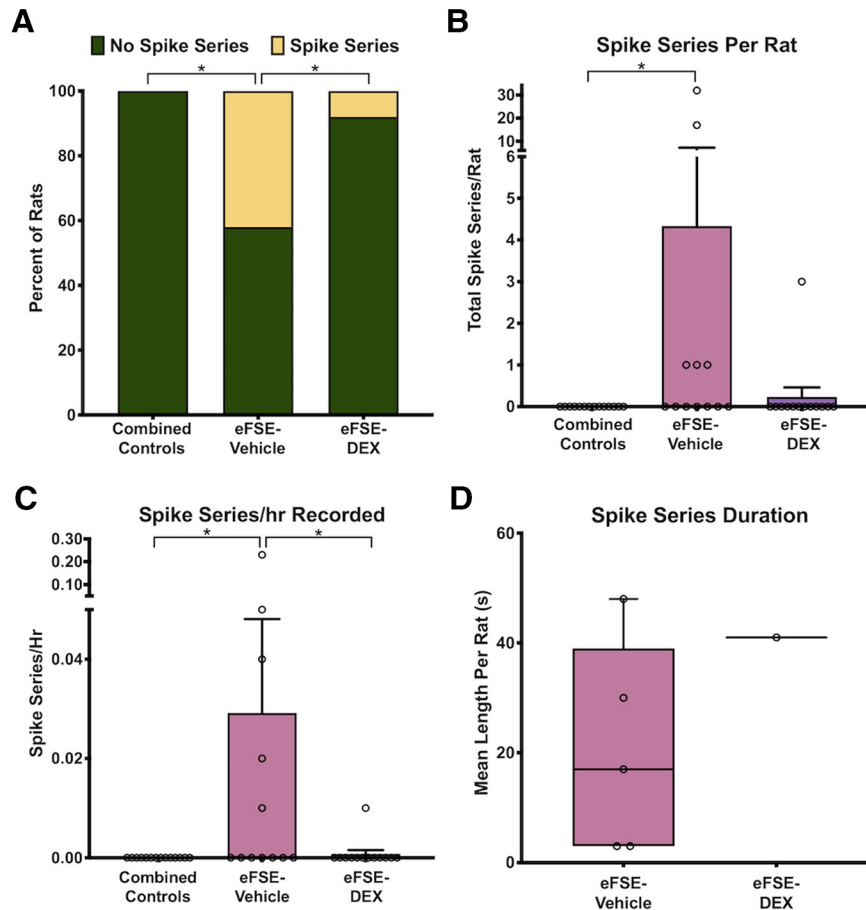 A
No Spike Series
Spike Series
*
*
100
80
60
40
20
0
Percent of Rats
Combined
Controls
eFSE-
Vehicle
eFSE-
DEX
B
Spike Series Per Rat
*
30
20
10
6
5
4
3
2
1
0
Total Spike Series/Rat
Combined
Controls
eFSE-
Vehicle
eFSE-
DEX
C
Spike Series/hr Recorded
*
*
0.30
0.20
0.10
0.04
0.02
0.00
Spike Series/Hr
Combined
Controls
eFSE-
Vehicle
eFSE-
DEX
D
Spike Series Duration
60
40
20
0
Mean Length Per Rat (s)
eFSE-
Vehicle
eFSE-
DEX